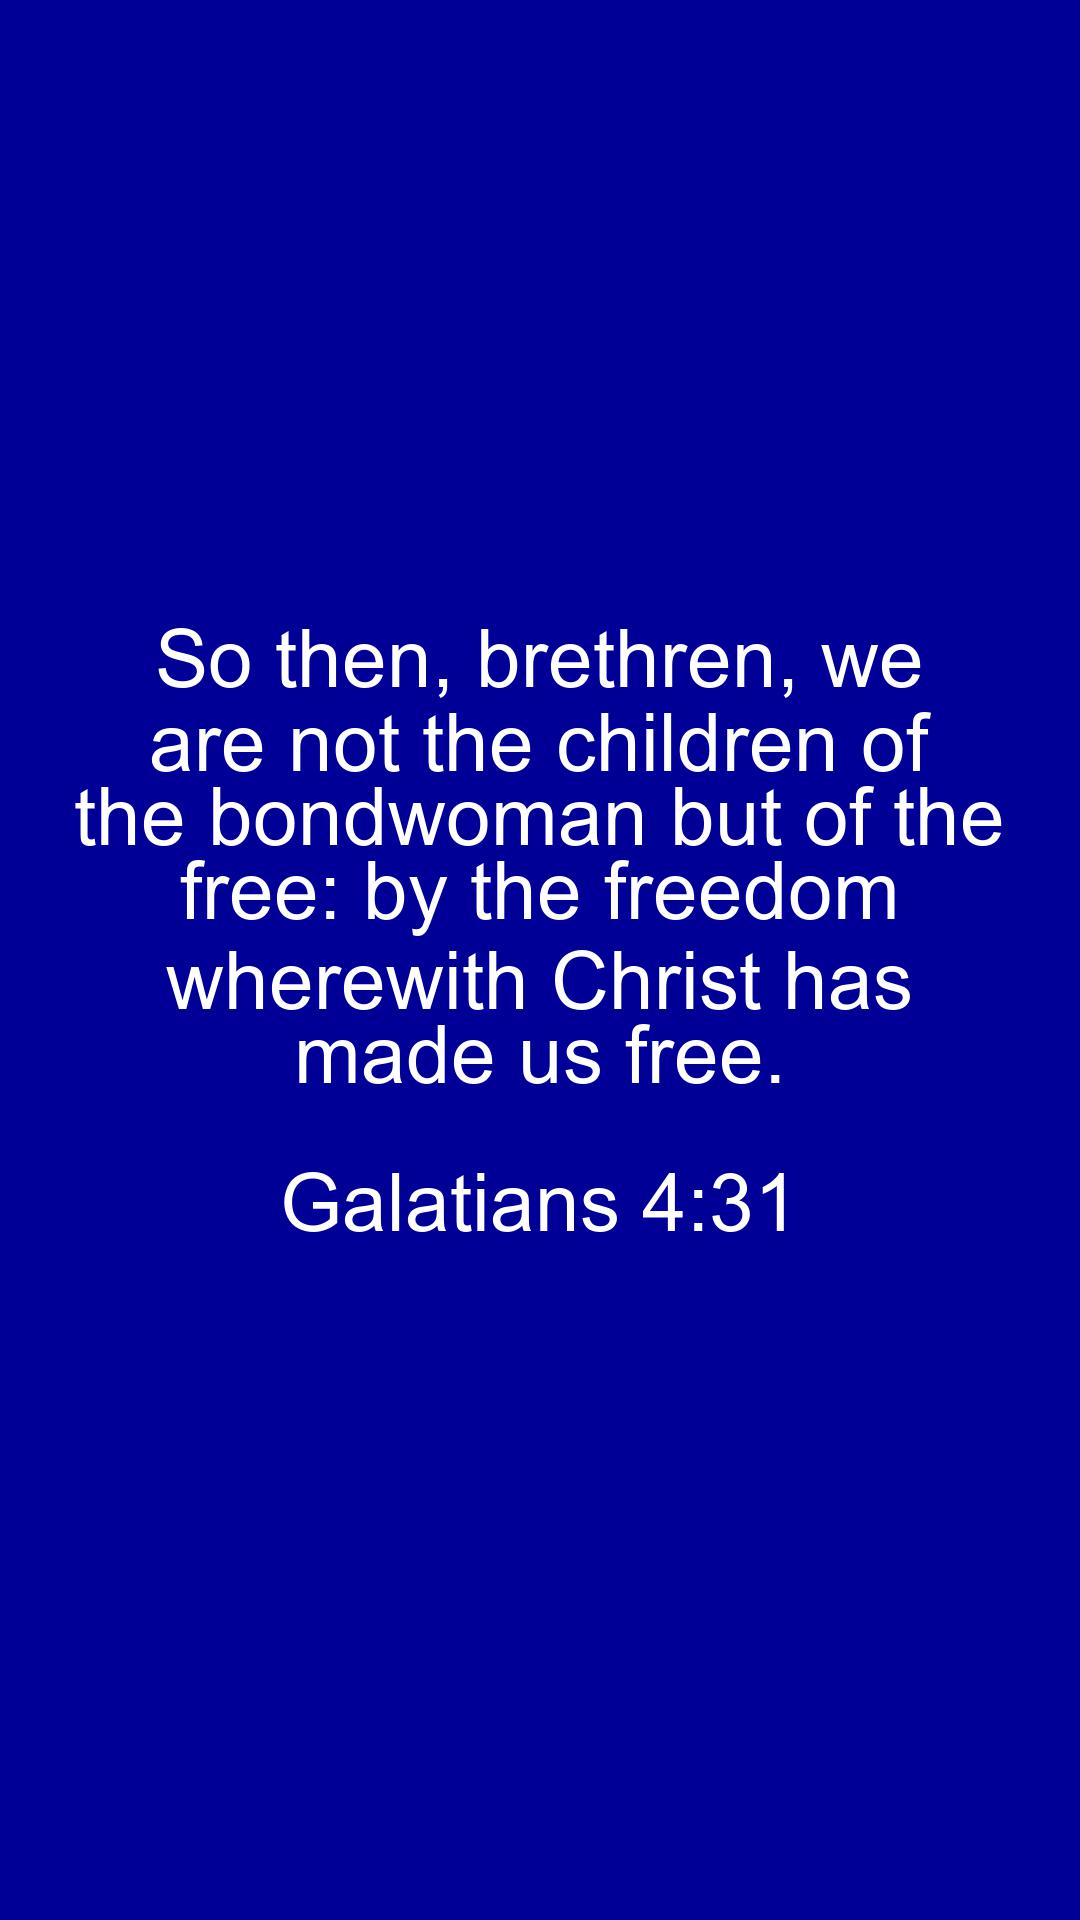 So then, brethren, we
are not the children of
the bondwoman but of the
free: by the freedom
wherewith Christ has
made us free.
Galatians 4:31